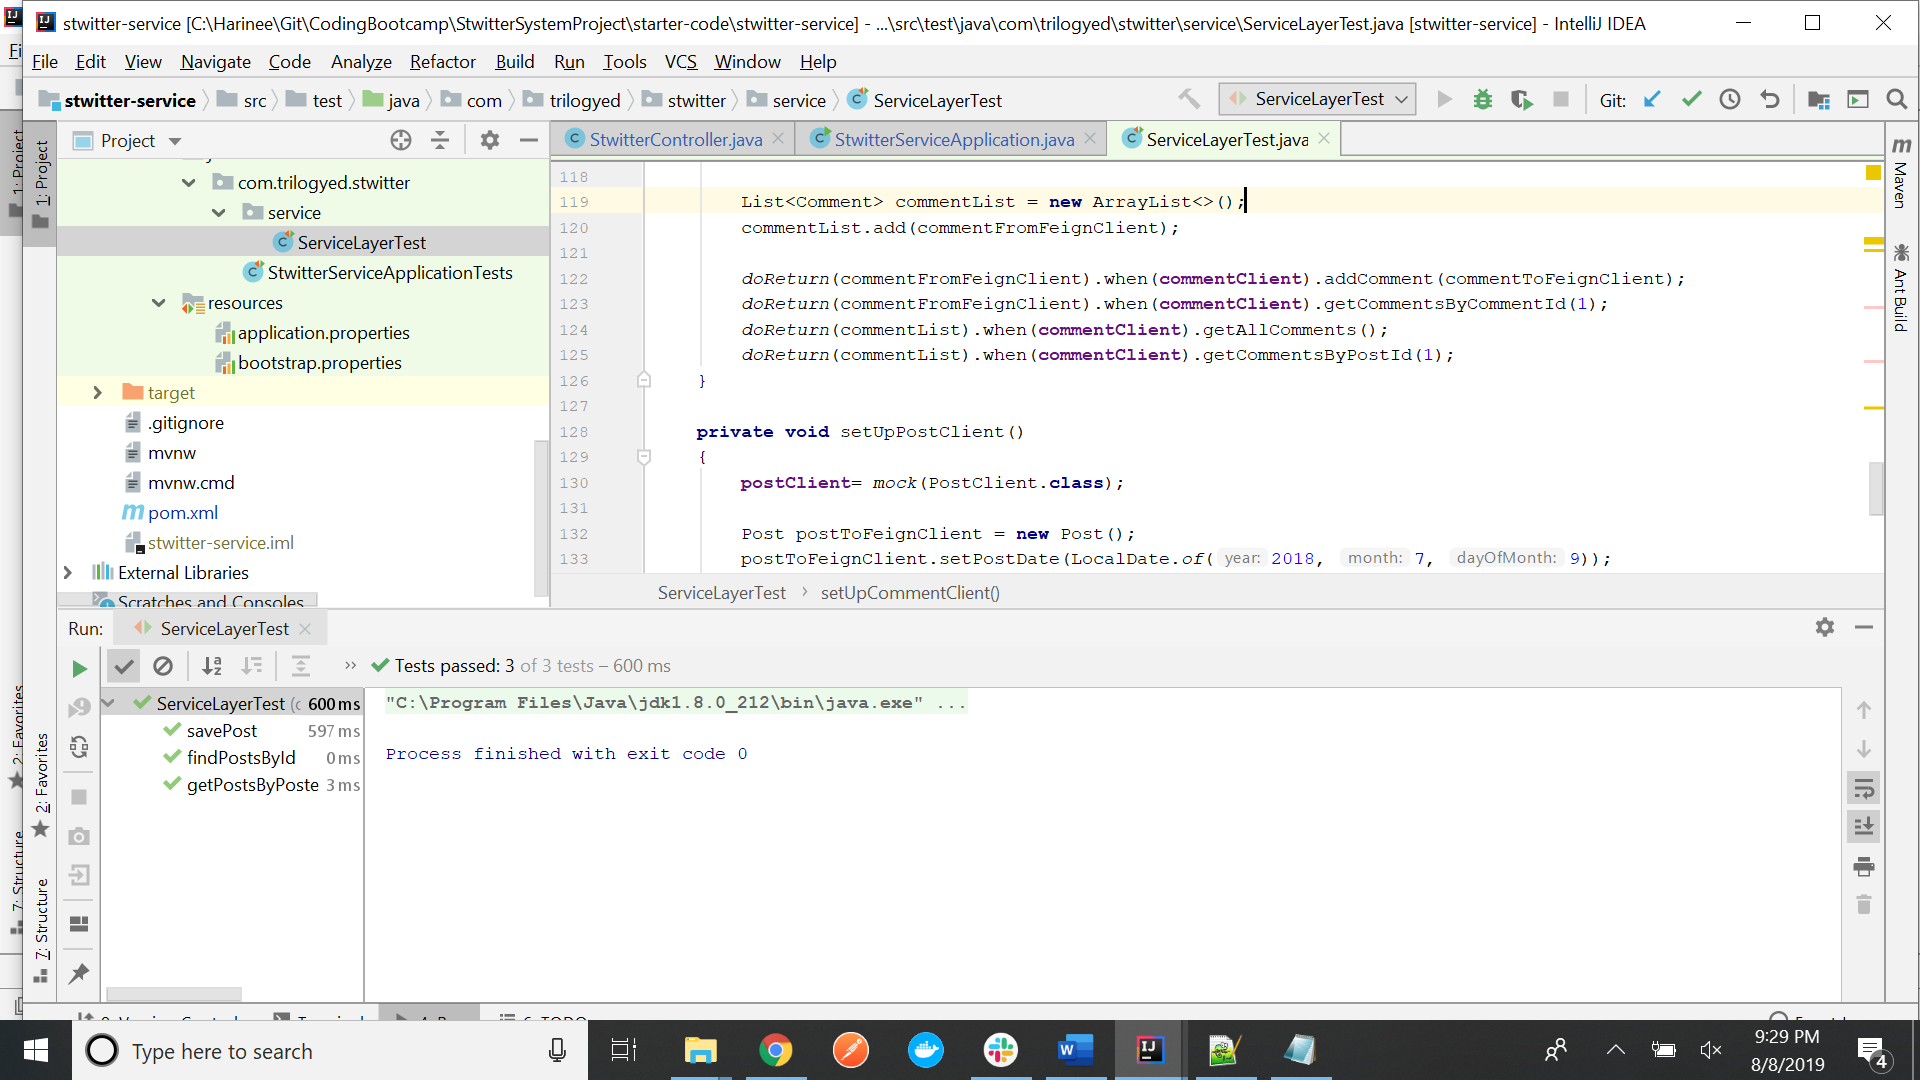 stwitter-service [C:\Harinee\Git\CodingBootcamp\StwitterSystemProject\starter-code\stwitter-service] - ...\src\test\java\com\trilogyed\stwitter\service\ServiceLayerTest.java [stwitter-service] - IntelliJ IDEA
File Edit View Navigate Code Analyze Refactor Build Run Tools VCS Window Help
stwitter-service src test java com trilogyed stwitter service ServiceLayerTest ServiceLayerTest Git:
Project StwitterController.java StwitterServiceApplication.java ServiceLayerTest.java
1: Project
com.trilogyed.stwitter
service
ServiceLayerTest
StwitterServiceApplicationTests
resources
application.properties
bootstrap.properties
target
.gitignore
mvnw
mvnw.cmd
pom.xml
stwitter-service.iml
External Libraries
Scratches and Consoles
118
119 List<Comment> commentList = new ArrayList<>();
120 commentList.add(commentFromFeignClient);
121
122 doReturn(commentFromFeignClient).when(commentClient).addComment(commentToFeignClient);
123 doReturn(commentFromFeignClient).when(commentClient).getCommentsByCommentId(1);
124 doReturn(commentList).when(commentClient).getAllComments();
125 doReturn(commentList).when(commentClient).getCommentsByPostId(1);
126 }
127
128 private void setUpPostClient()
129 {
130 postClient= mock(PostClient.class);
131
132 Post postToFeignClient = new Post();
133 postToFeignClient.setPostDate(LocalDate.of( year: 2018, month: 7, dayOfMonth: 9));
ServiceLayerTest setUpCommentClient()
Maven
Ant Build
Run: ServiceLayerTest
Tests passed: 3 of 3 tests – 600 ms
ServiceLayerTest (c 600 ms
savePost 597 ms
findPostsById 0 ms
getPostsByPoste 3 ms
"C:\Program Files\Java\jdk1.8.0_212\bin\java.exe" ...
Process finished with exit code 0
2: Favorites
7: Structure
Type here to search
9:29 PM
8/8/2019
4